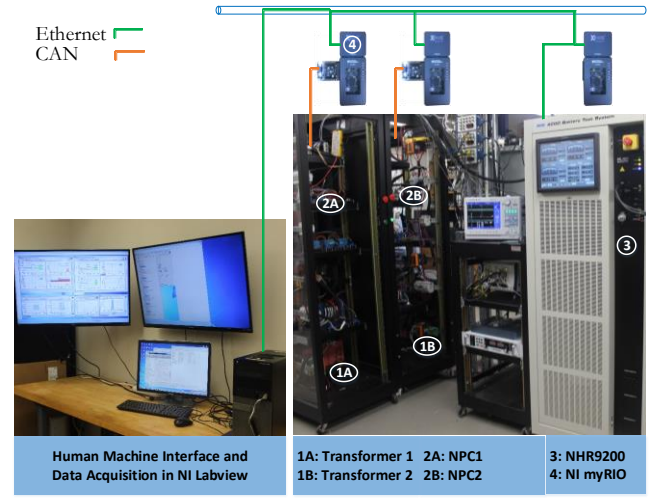 Ethernet
CAN
4
2A
2B
3
1A
1B
Human Machine Interface and
Data Acquisition in NI Labview
1A: Transformer 1 2A: NPC1
1B: Transformer 2 2B: NPC2
3: NHR9200
4: NI myRIO